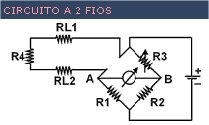 CIRCUITO A 2 FIOS
RL1
R4
R3
RL2
A
B
R1
R2
+
-